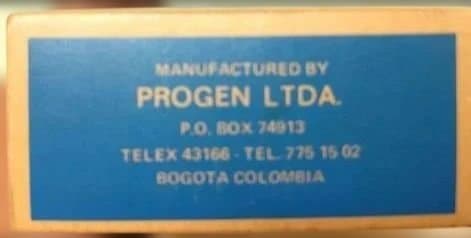 MANUFACTURED BY
PROGEN LTDA.
P.O. BOX 74913
TELEX 43166 - TEL. 775 15 02
BOGOTA COLOMBIA